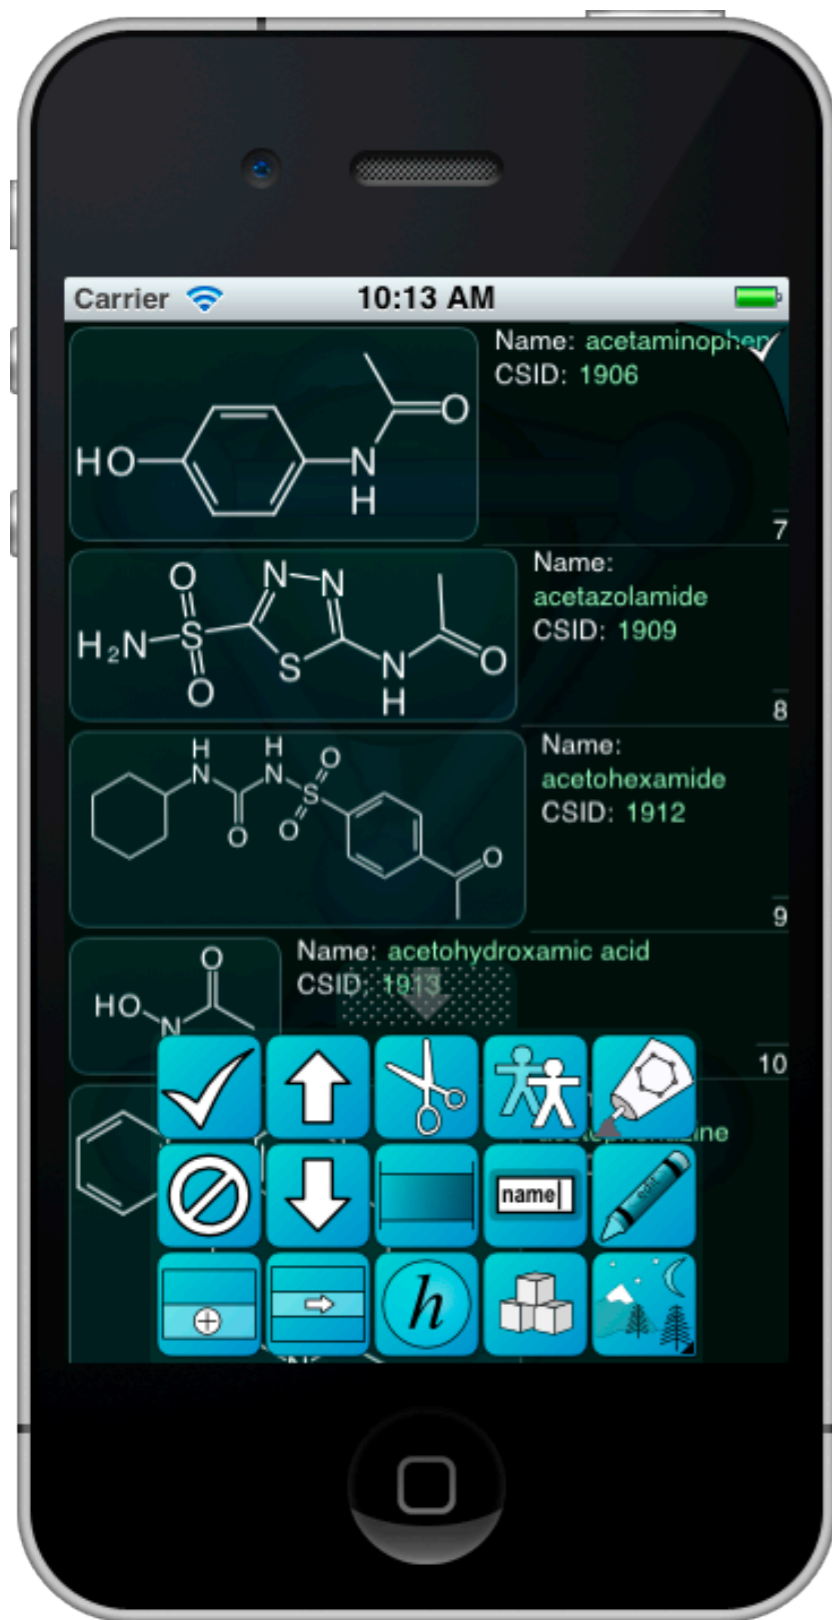 Carrier 10:13 AM
Name: acetaminophen
CSID: 1906
O
HO
N
H
7
Name:
acetazolamide
CSID: 1909
O
N
N
H₂N
S
S
N
O
O
H
8
Name:
acetohexamide
CSID: 1912
H
N
H
N
O
S
O
O
O
9
Name: acetohydroxamic acid
CSID: 1913
O
HO
N
10
name
edit
h